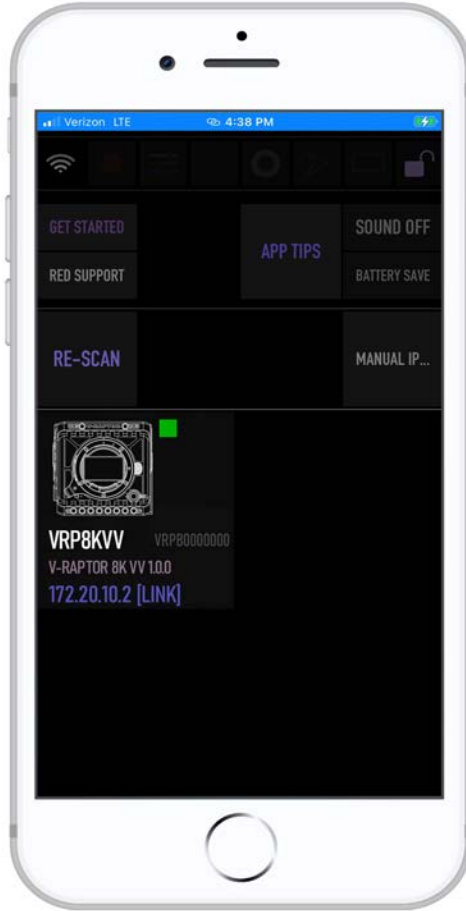 Verizon LTE 4:38 PM
GET STARTED
RED SUPPORT
APP TIPS
SOUND OFF
BATTERY SAVE
RE-SCAN
MANUAL IP...
VRP8KVV VRP80000000
V-RAPTOR 8K VV 1.0.0
172.20.10.2 [LINK]